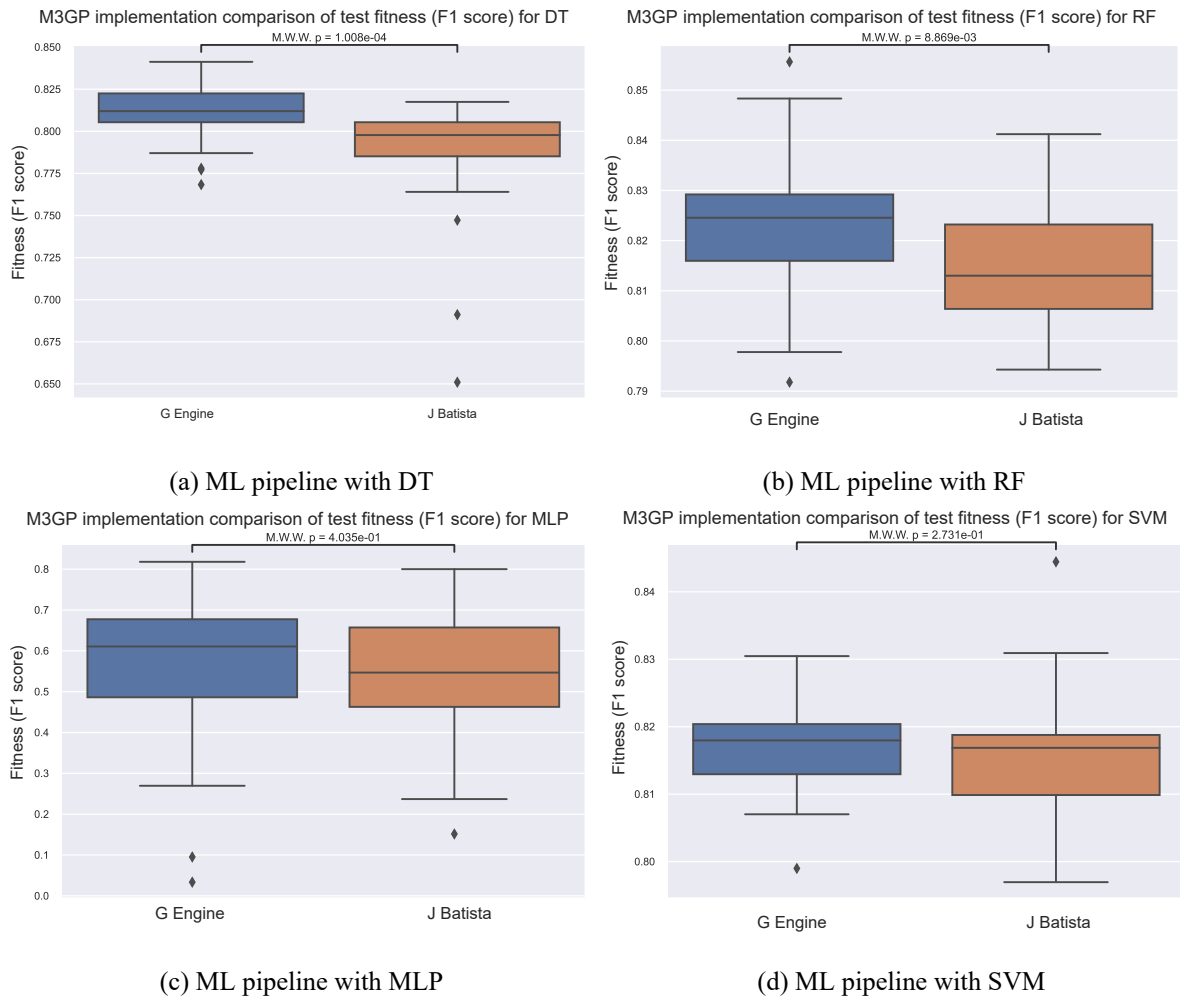 M3GP implementation comparison of test fitness (F1 score) for DT
M.W.W. p = 1.008e-04
0.850
0.825
0.800
0.775
0.750
0.725
0.700
0.675
0.650
Fitness (F1 score)
G Engine
J Batista
(a) ML pipeline with DT
M3GP implementation comparison of test fitness (F1 score) for RF
M.W.W. p = 8.869e-03
0.85
0.84
0.83
0.82
0.81
0.80
0.79
Fitness (F1 score)
G Engine
J Batista
(b) ML pipeline with RF
M3GP implementation comparison of test fitness (F1 score) for MLP
M.W.W. p = 4.035e-01
0.8
0.7
0.6
0.5
0.4
0.3
0.2
0.1
0.0
Fitness (F1 score)
G Engine
J Batista
(c) ML pipeline with MLP
M3GP implementation comparison of test fitness (F1 score) for SVM
M.W.W. p = 2.731e-01
0.84
0.83
0.82
0.81
0.80
Fitness (F1 score)
G Engine
J Batista
(d) ML pipeline with SVM